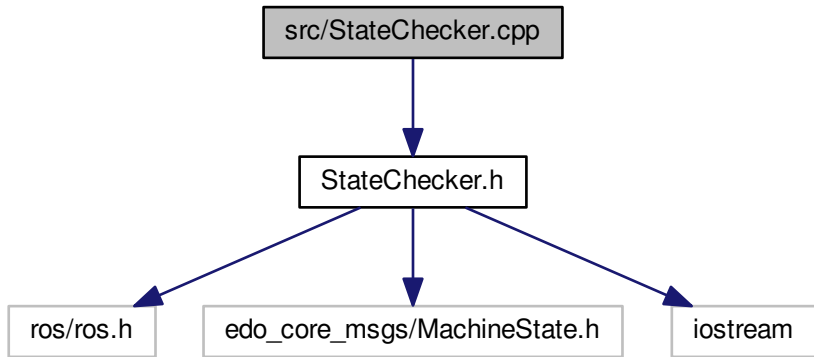 src/StateChecker.cpp
StateChecker.h
ros/ros.h
edo_core_msgs/MachineState.h
iostream